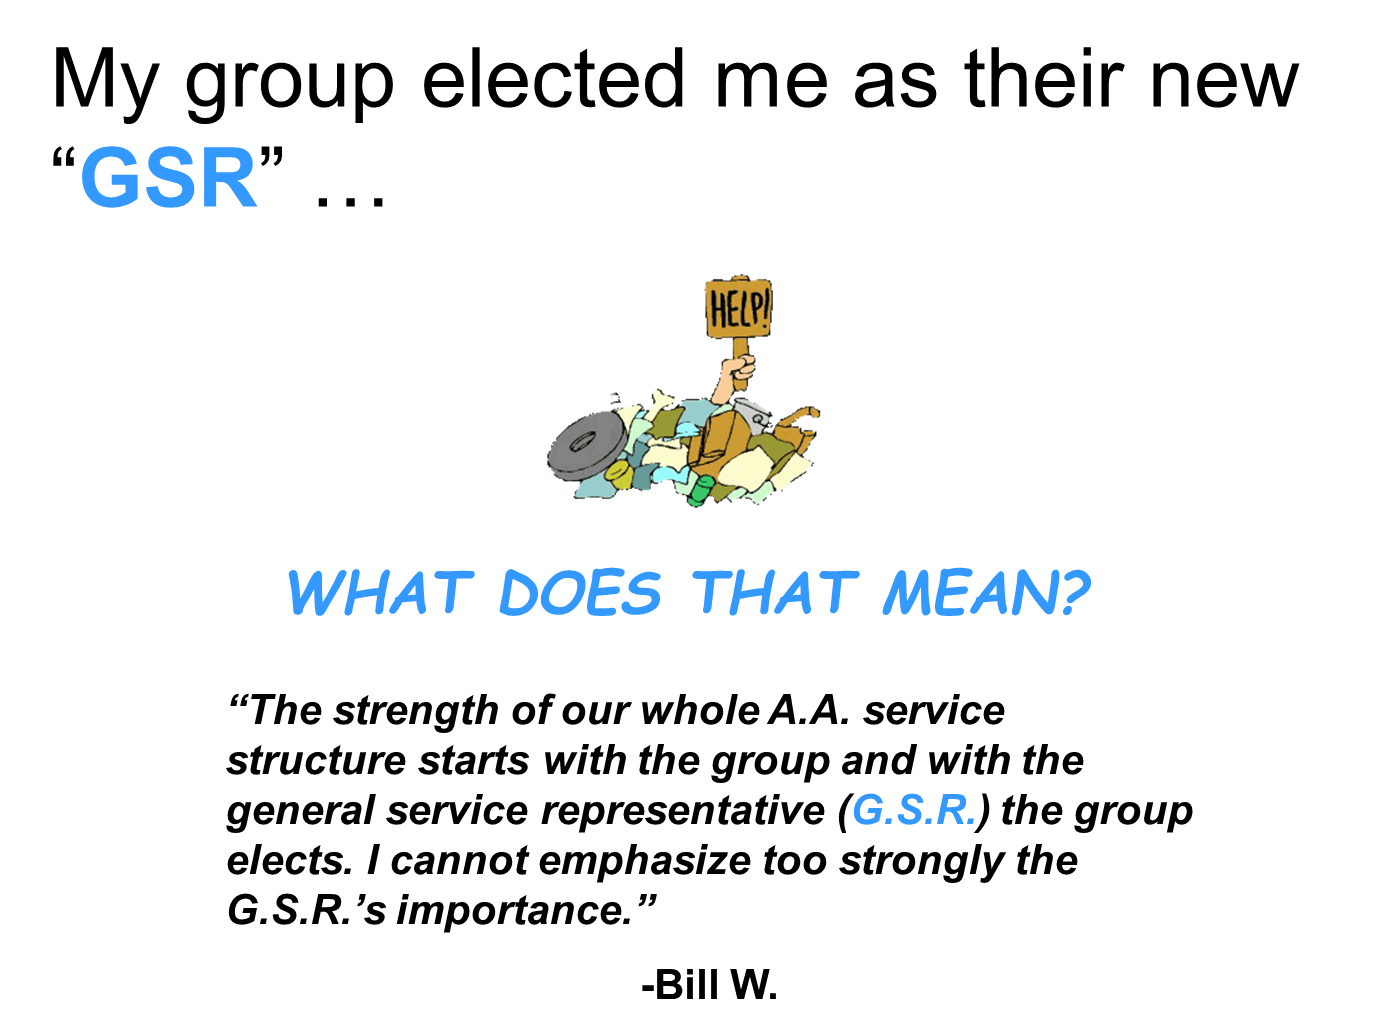 My group elected me as their new
“GSR” …
HELP!
WHAT DOES THAT MEAN?
“The strength of our whole A.A. service
structure starts with the group and with the
general service representative (G.S.R.) the group
elects. I cannot emphasize too strongly the
G.S.R.’s importance.”
-Bill W.